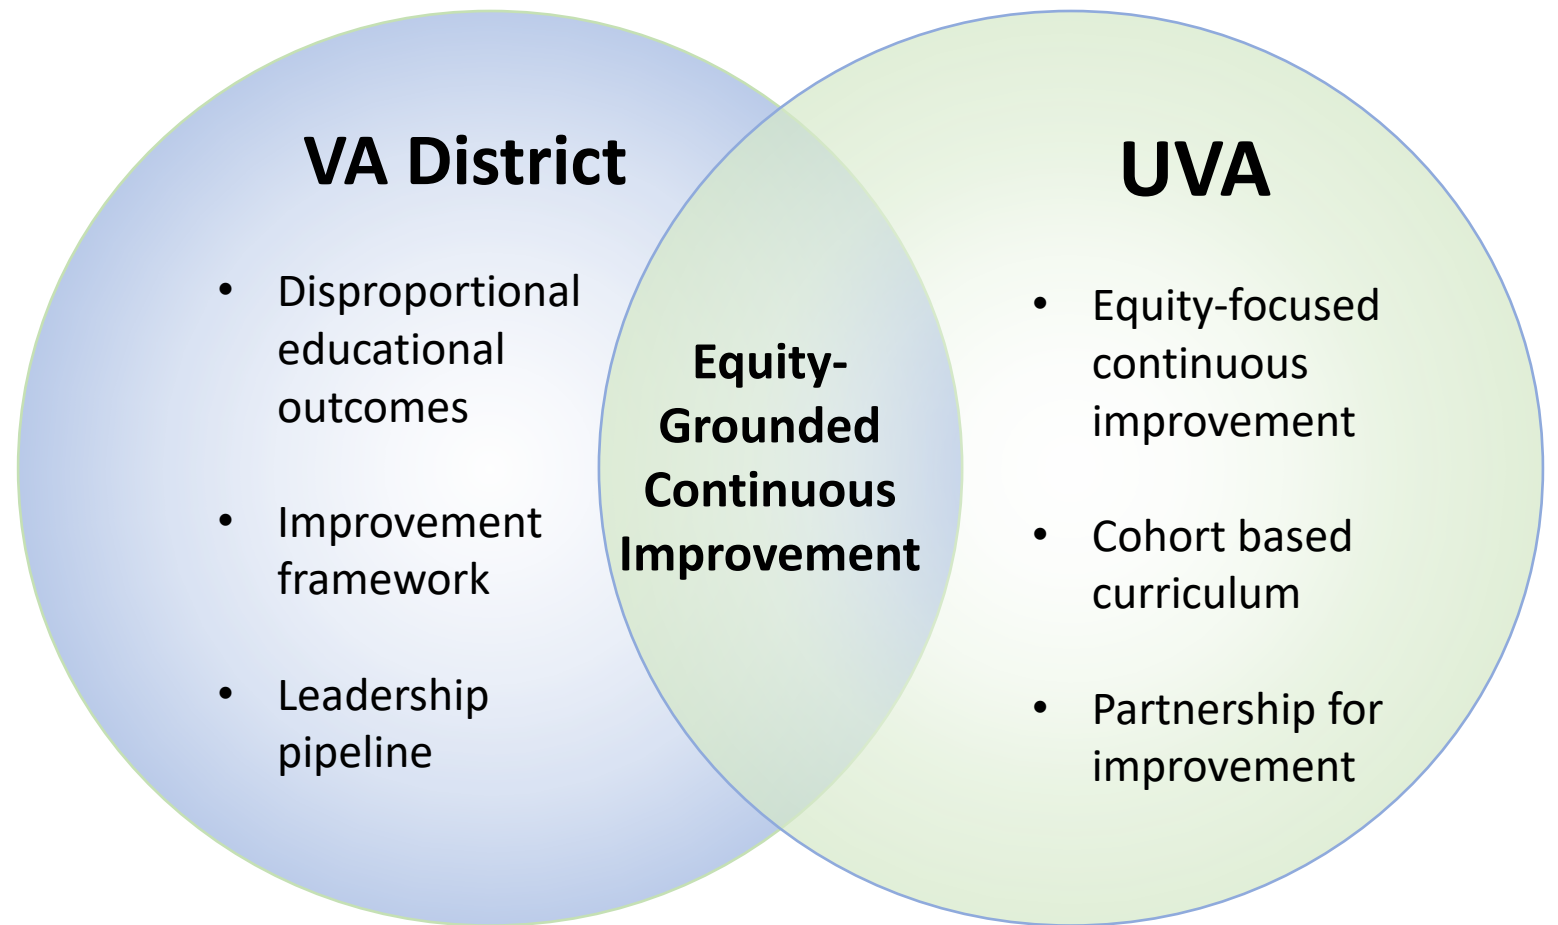 VA District
• Disproportional
educational
outcomes
• Improvement
framework
• Leadership
pipeline
Equity-
Grounded
Continuous
Improvement
UVA
• Equity-focused
continuous
improvement
• Cohort based
curriculum
• Partnership for
improvement